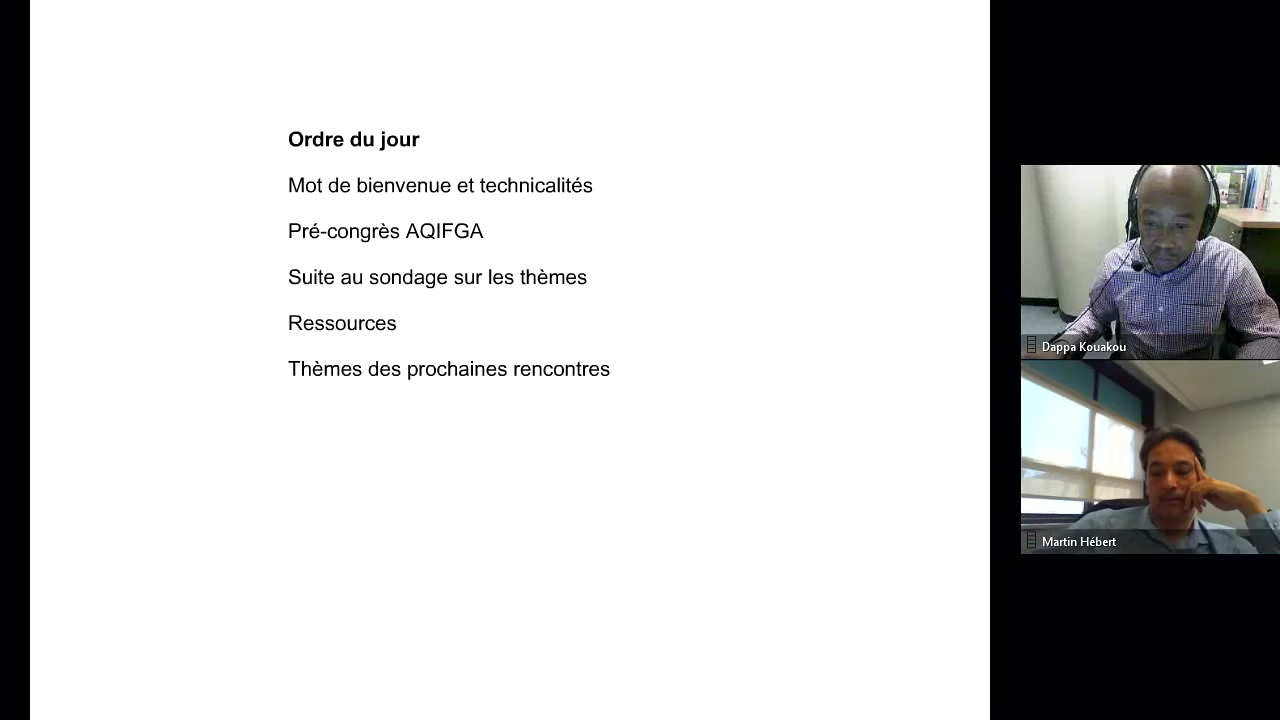 Ordre du jour
Mot de bienvenue et technicalités
Pré-congrès AQIFGA
Suite au sondage sur les thèmes
Ressources
Thèmes des prochaines rencontres
Dappa Kouakou
Martin Hébert